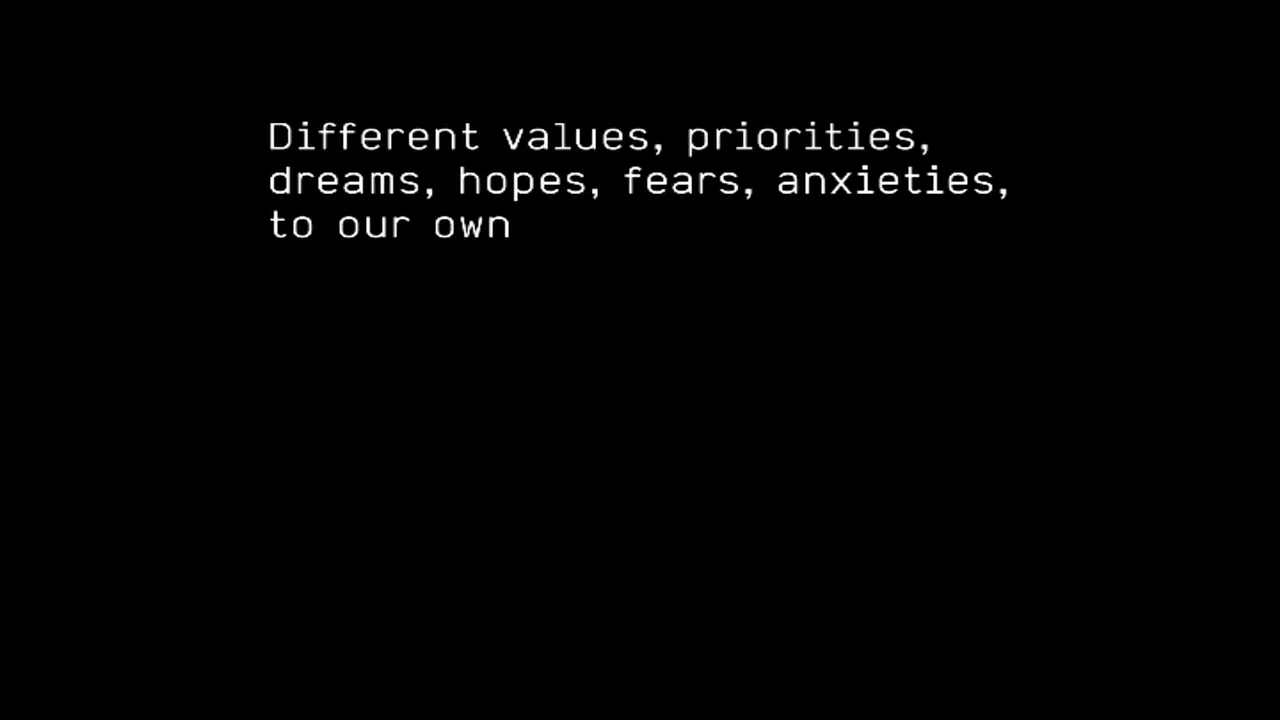 Different values, priorities,
dreams, hopes, fears, anxieties,
to our own